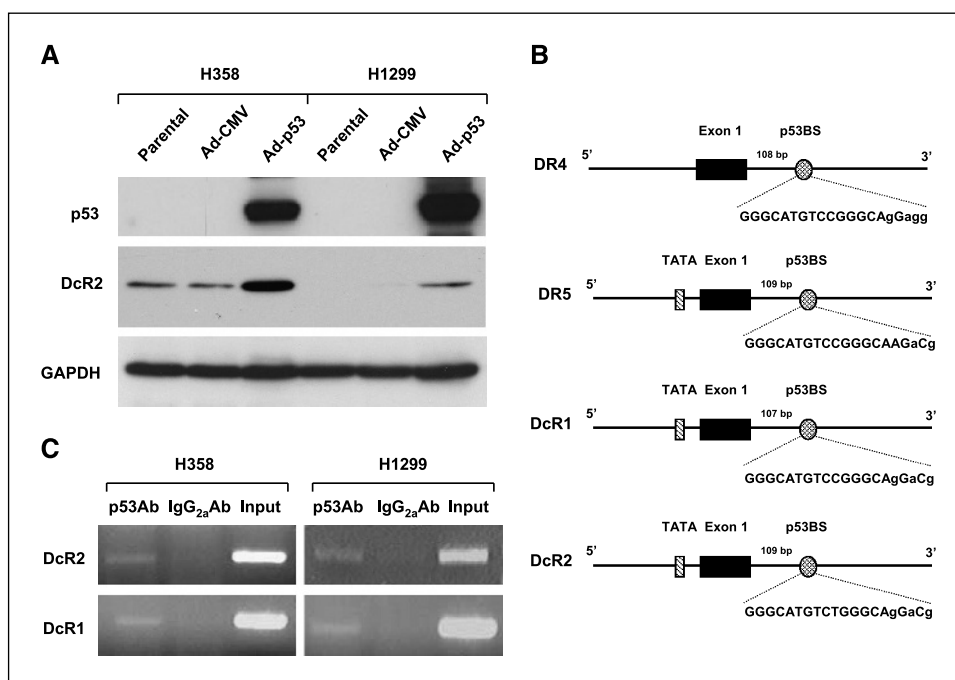 A
H358 H1299
Parental Ad-CMV Ad-p53 Parental Ad-CMV Ad-p53
p53
DcR2
GAPDH
C
H358 H1299
p53Ab IgG2aAb Input p53Ab IgG2aAb Input
DcR2
DcR1
B
Exon 1 p53BS
5’ 108 bp 3’
DR4
GGGCATGTCCGGGCAgGagg
TATA Exon 1 p53BS
5’ 109 bp 3’
DR5
GGGCATGTCCGGGCAAGaCg
TATA Exon 1 p53BS
5’ 107 bp 3’
DcR1
GGGCATGTCCGGGCAgGaCg
TATA Exon 1 p53BS
5’ 109 bp 3’
DcR2
GGGCATGTCTGGGCAgGaCg